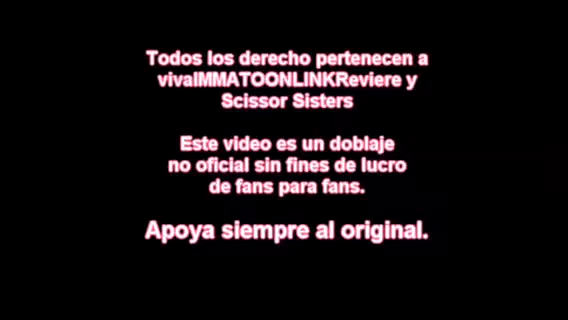 Todos los derecho pertenecen a
vivaIMMATOONLINKReviere y
Scissor Sisters
Este video es un doblaje
no oficial sin fines de lucro
de fans para fans.
Apoya siempre al original.